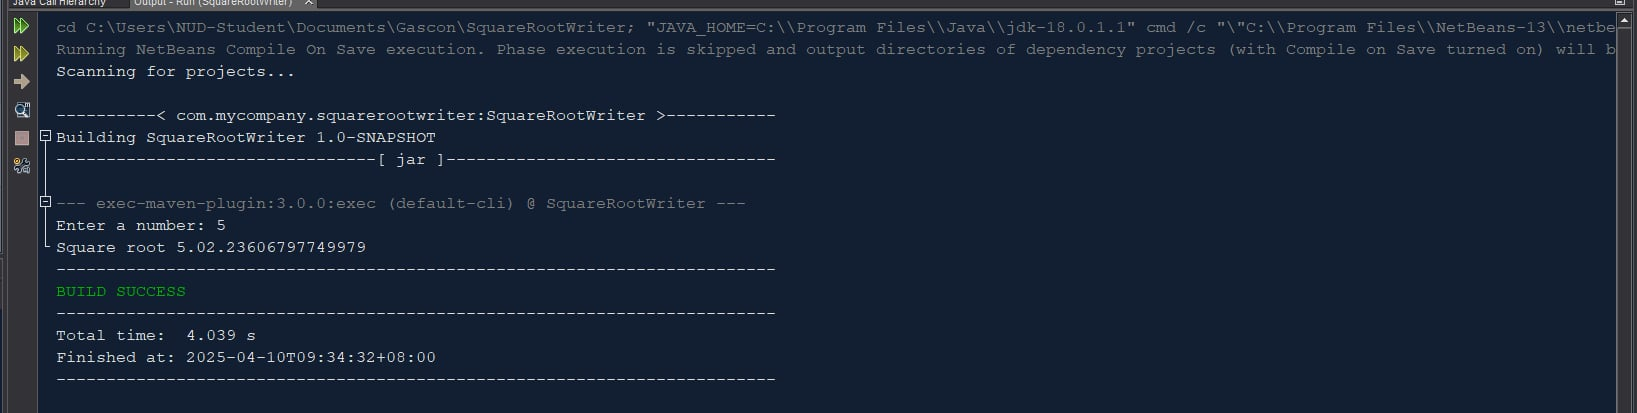 Java Call Hierarchy Output - Run (SquareRootWriter) X
cd C:\Users\NUD-Student\Documents\Gascon\SquareRootWriter; "JAVA_HOME=C:\\Program Files\\Java\\jdk-18.0.1.1" cmd /c "\"C:\\Program Files\\NetBeans-13\\netbe
Running NetBeans Compile On Save execution. Phase execution is skipped and output directories of dependency projects (with Compile on Save turned on) will b
Scanning for projects...
----------< com.mycompany.squarerootwriter:SquareRootWriter >-----------
Building SquareRootWriter 1.0-SNAPSHOT
--------------------------------[ jar ]---------------------------------
--- exec-maven-plugin:3.0.0:exec (default-cli) @ SquareRootWriter ---
Enter a number: 5
Square root 5.02.23606797749979
------------------------------------------------------------------------
BUILD SUCCESS
------------------------------------------------------------------------
Total time:  4.039 s
Finished at: 2025-04-10T09:34:32+08:00
------------------------------------------------------------------------